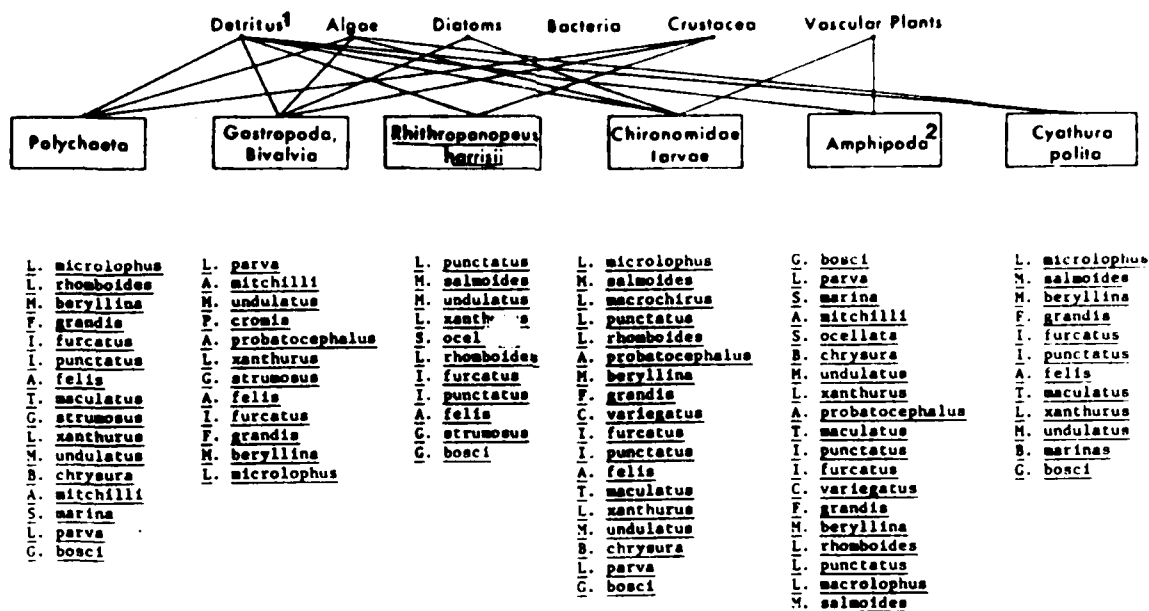 Detritus1 Algae Diatoms Bacteria Crustacea Vascular Plants
Polychaeta
Gastropoda,
Bivalvia
Rhithropanopeus
harrisii
Chironomidae
larvae
Amphipoda2
Cyathura
polita
L. microlophus
L. rhomboides
M. beryllina
F. grandis
I. furcatus
I. punctatus
A. felis
T. maculatus
G. strumosus
L. xanthurus
M. undulatus
B. chrysura
A. mitchilli
S. marina
L. parva
G. bosci
L. parva
A. mitchilli
M. undulatus
P. cromis
A. probatocephalus
L. xanthurus
G. strumosus
A. felis
I. furcatus
F. grandis
M. beryllina
L. microlophus
L. punctatus
M. salmoides
M. undulatus
L.
S.
L. rhomboides
I. furcatus
I. punctatus
A. felis
G. strumosus
G. bosci
L. microlophus
M. salmoides
L. macrochirus
L. punctatus
L. rhomboides
A. probatocephalus
M. beryllina
F. grandis
C. variegatus
I. furcatus
I. punctatus
A. felis
T. maculatus
L. xanthurus
M. undulatus
B. chrysura
L. parva
G. bosci
G. bosci
L. parva
S. marina
A. mitchilli
S. ocellata
B. chrysura
M. undulatus
L. xanthurus
A. probatocephalus
T. maculatus
I. punctatus
I. furcatus
C. variegatus
F. grandis
M. beryllina
L. rhomboides
L. punctatus
L. macrolophus
M. salmoides
L. microlophus
M. salmoides
M. beryllina
F. grandis
I. furcatus
I. punctatus
A. felis
T. maculatus
L. xanthurus
M. undulatus
B. marinas
G. bosci